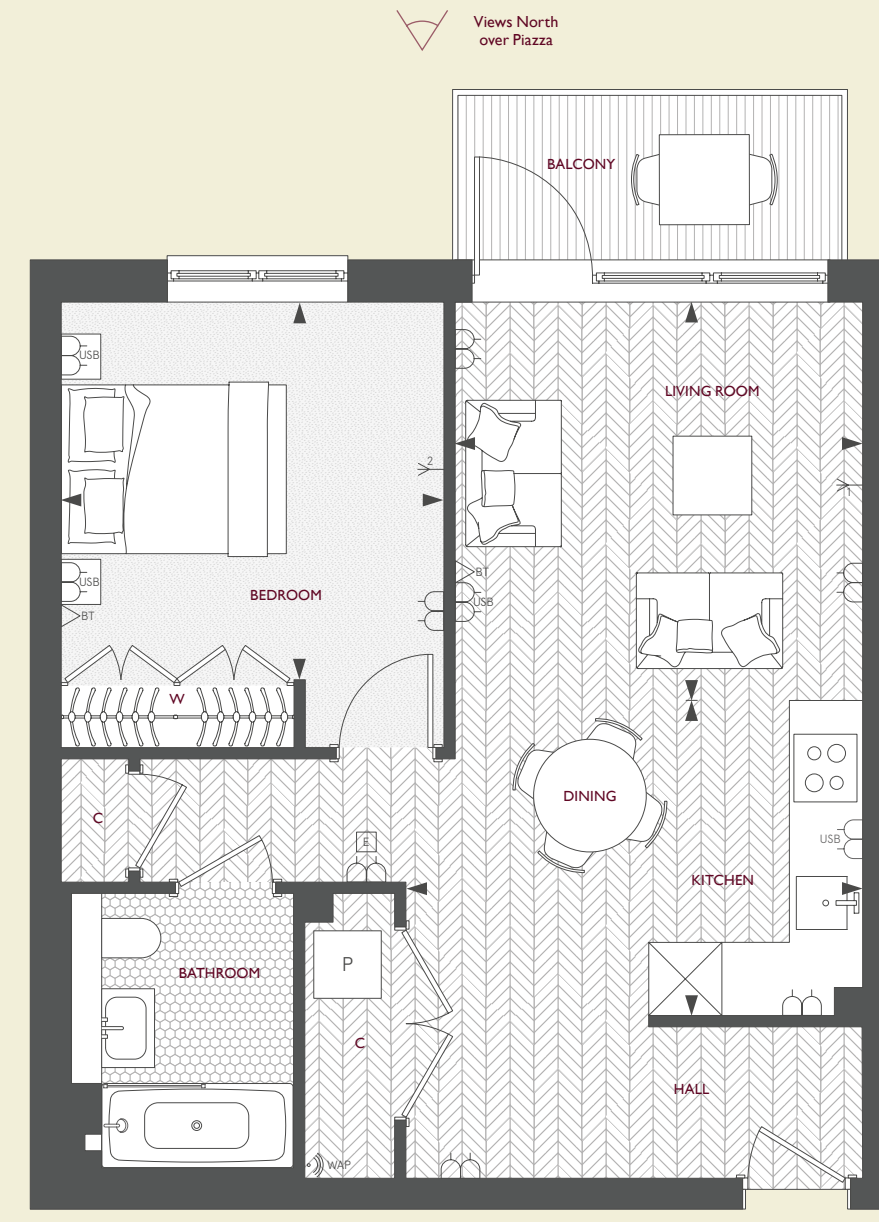 Views North
over Piazza
BALCONY
USB
LIVING ROOM
2
1
BT
USB
USB
BT
BEDROOM
W
DINING
C
E
USB
KITCHEN
P
BATHROOM
C
HALL
WAP